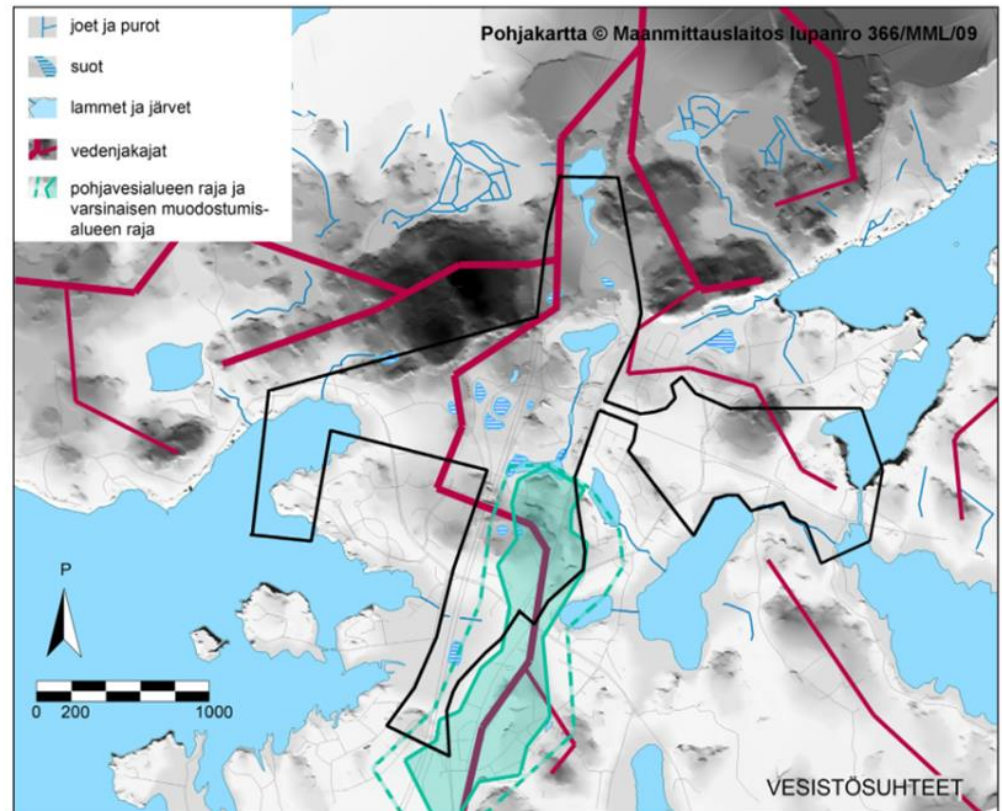 joet ja purot
suot
lammet ja järvet
vedenjakajat
pohjavesialueen raja ja
varsinaisen muodostumis-
alueen raja
Pohjakartta © Maanmittauslaitos lupanro 366/MML/09
P
0 200 1000
VESISTÖSUHTEET